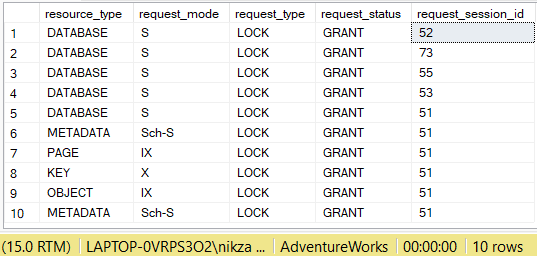 resource_type request_mode request_type request_status request_session_id
1 DATABASE S LOCK GRANT 52
2 DATABASE S LOCK GRANT 73
3 DATABASE S LOCK GRANT 55
4 DATABASE S LOCK GRANT 53
5 DATABASE S LOCK GRANT 51
6 METADATA Sch-S LOCK GRANT 51
7 PAGE IX LOCK GRANT 51
8 KEY X LOCK GRANT 51
9 OBJECT IX LOCK GRANT 51
10 METADATA Sch-S LOCK GRANT 51
(15.0 RTM) LAPTOP-0VRPS3O2\nikza ... AdventureWorks 00:00:00 10 rows